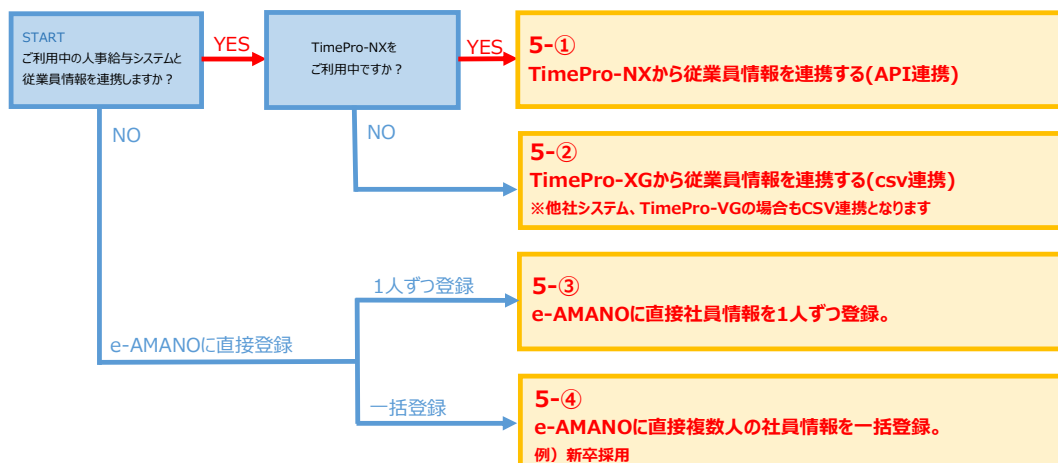 START
ご利用中の人事給与システムと
従業員情報を連携しますか？
YES
TimePro-NXを
ご利用中ですか？
YES
5-①
TimePro-NXから従業員情報を連携する(API連携)
NO
NO
5-②
TimePro-XGから従業員情報を連携する(csv連携)
※他社システム、TimePro-VGの場合もCSV連携となります
1人ずつ登録
5-③
e-AMANOに直接社員情報を1人ずつ登録。
e-AMANOに直接登録
一括登録
5-④
e-AMANOに直接複数人の社員情報を一括登録。
例）新卒採用